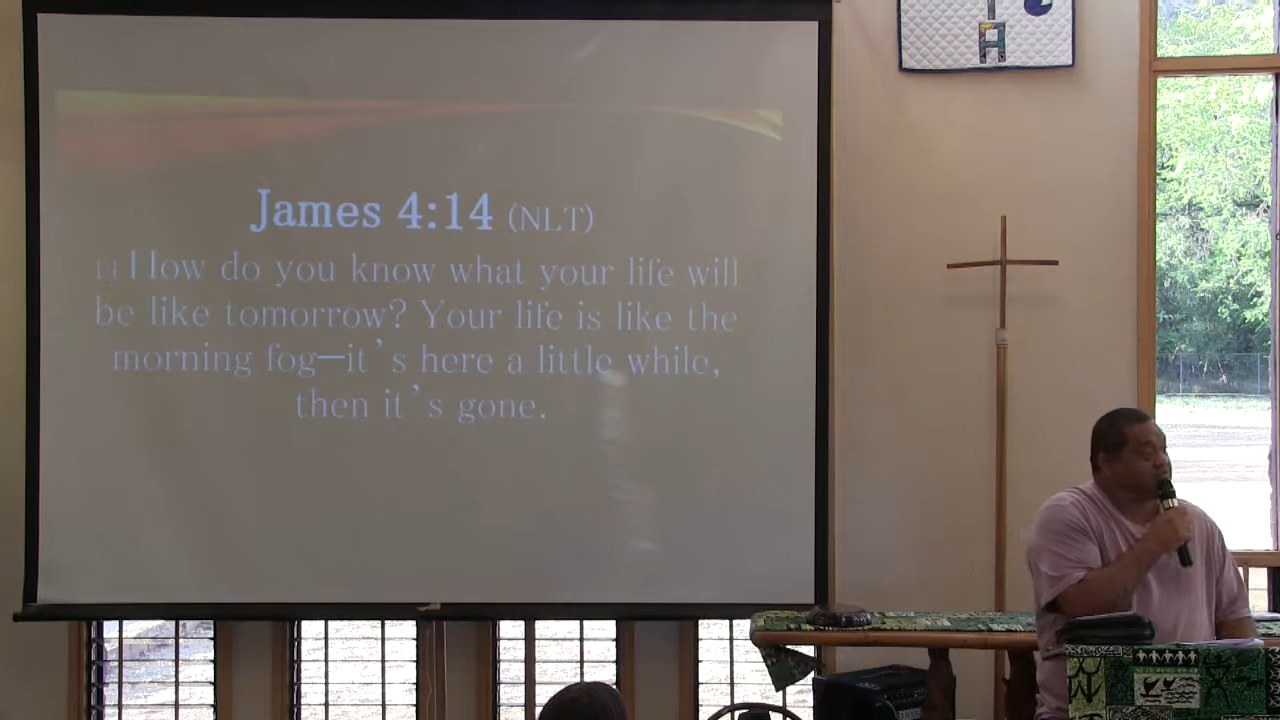 James 4:14 (NLT)
14 How do you know what your life will
be like tomorrow? Your life is like the
morning fog—it's here a little while,
then it's gone.